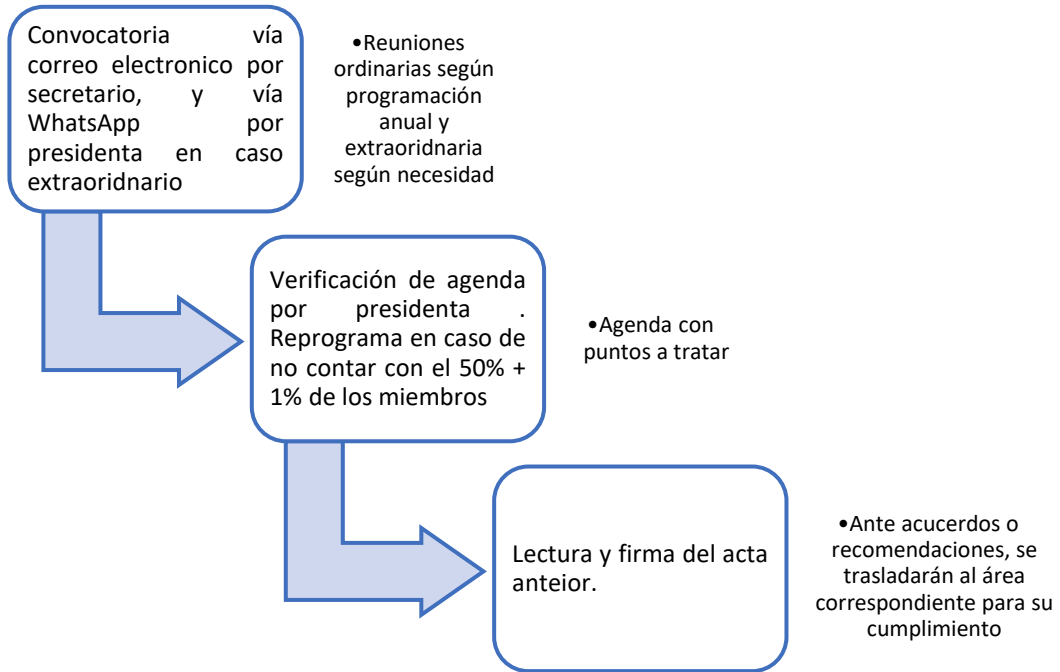 Convocatoria vía
correo electronico por
secretario, y vía
WhatsApp por
presidenta en caso
extraoridnario
•Reuniones
ordinarias según
programación
anual y
extraoridnaria
según necesidad
Verificación de agenda
por presidenta .
Reprograma en caso de
no contar con el 50% +
1% de los miembros
•Agenda con
puntos a tratar
Lectura y firma del acta
anteior.
•Ante acucerdos o
recomendaciones, se
trasladarán al área
correspondiente para su
cumplimiento